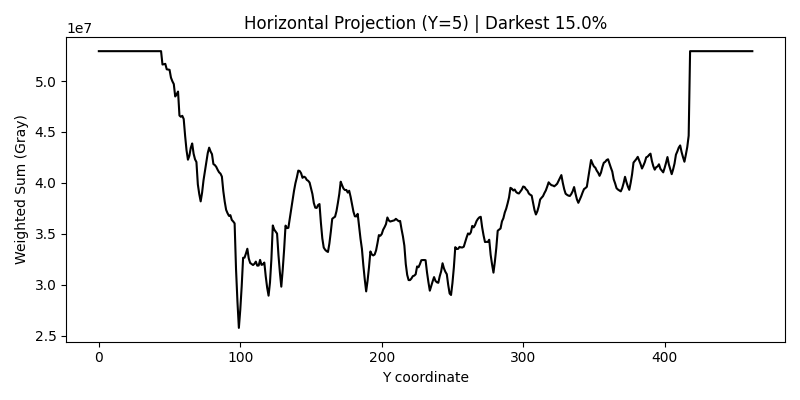 Horizontal Projection (Y=5) | Darkest 15.0%
1e7
5.0
4.5
4.0
3.5
3.0
2.5
Weighted Sum (Gray)
0 100 200 300 400
Y coordinate